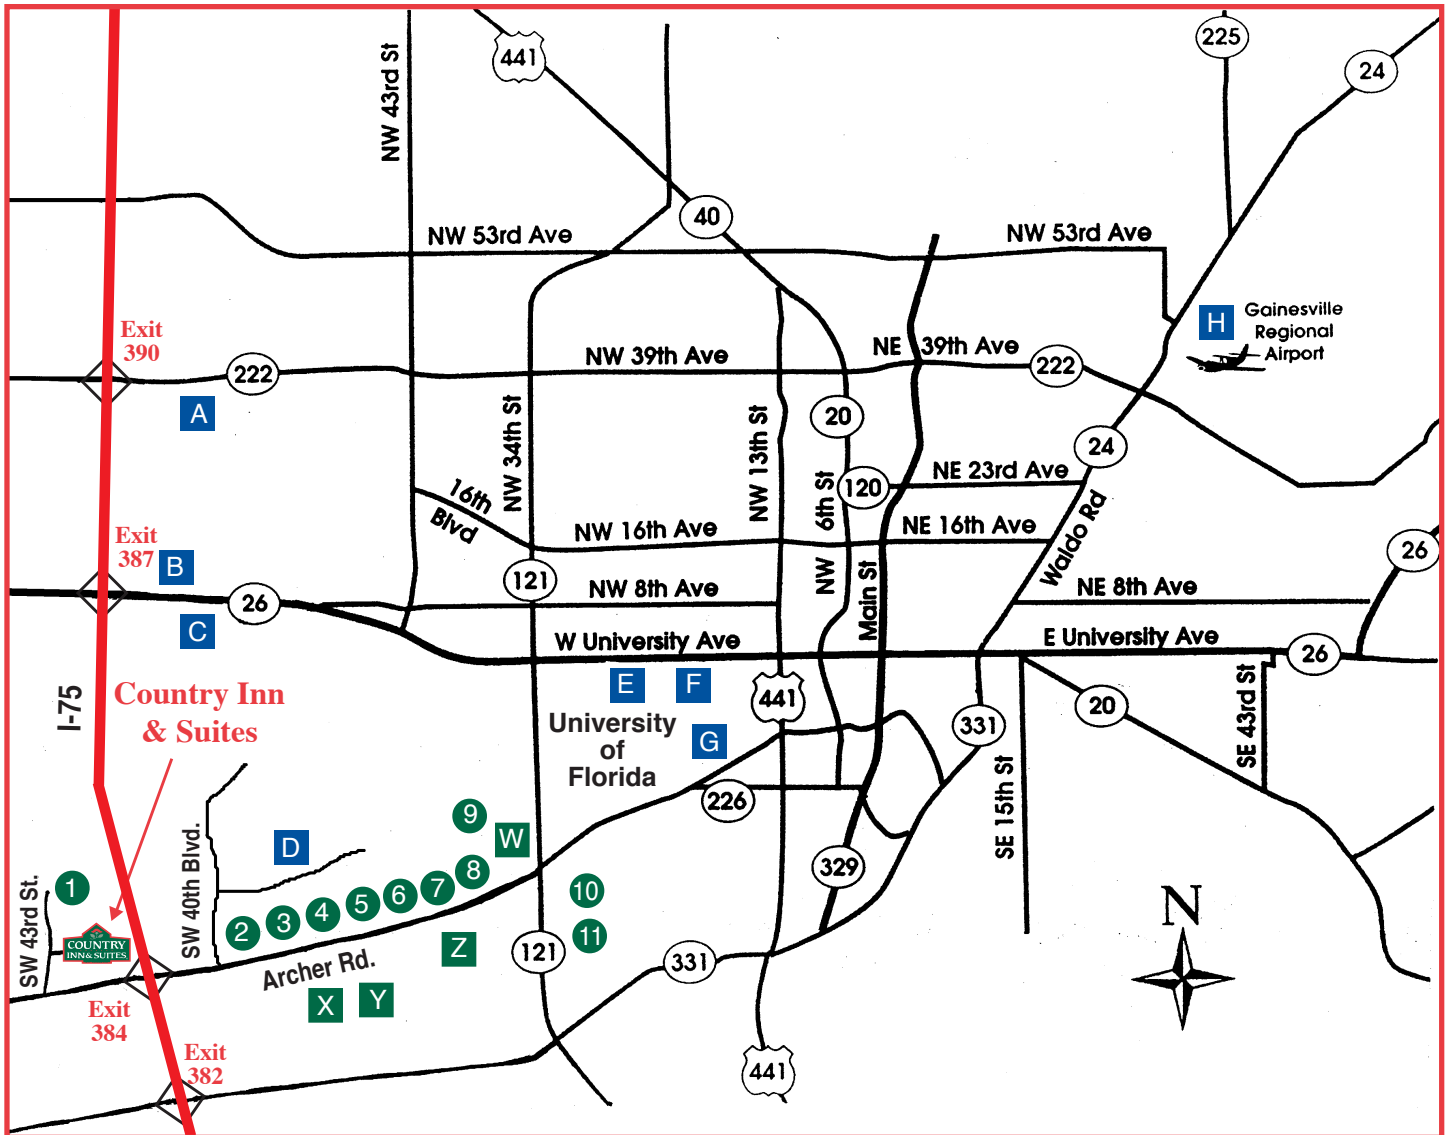 441
225
24
NW 43rd St
40
NW 53rd Ave
NW 53rd Ave
H
Gainesville
Regional
Airport
Exit
390
222
NW 39th Ave
NE 39th Ave
222
A
20
NW 34th St
NW 13th St
24
16th
Blvd
NW 6th St
120
NE 23rd Ave
NW 16th Ave
NE 16th Ave
Waldo Rd
26
Exit
387
B
26
121
NW 8th Ave
Main St
NE 8th Ave
C
W University Ave
E University Ave
26
I-75
Country Inn
& Suites
E
F
441
G
University
of
Florida
331
20
SE 43rd St
SE 15th St
226
9
W
D
SW 40th Blvd.
329
1
SW 43rd St.
2
3
4
5
6
7
8
10
11
COUNTRY
INN & SUITES
Archer Rd.
Z
121
331
N
X
Y
Exit
384
Exit
382
441